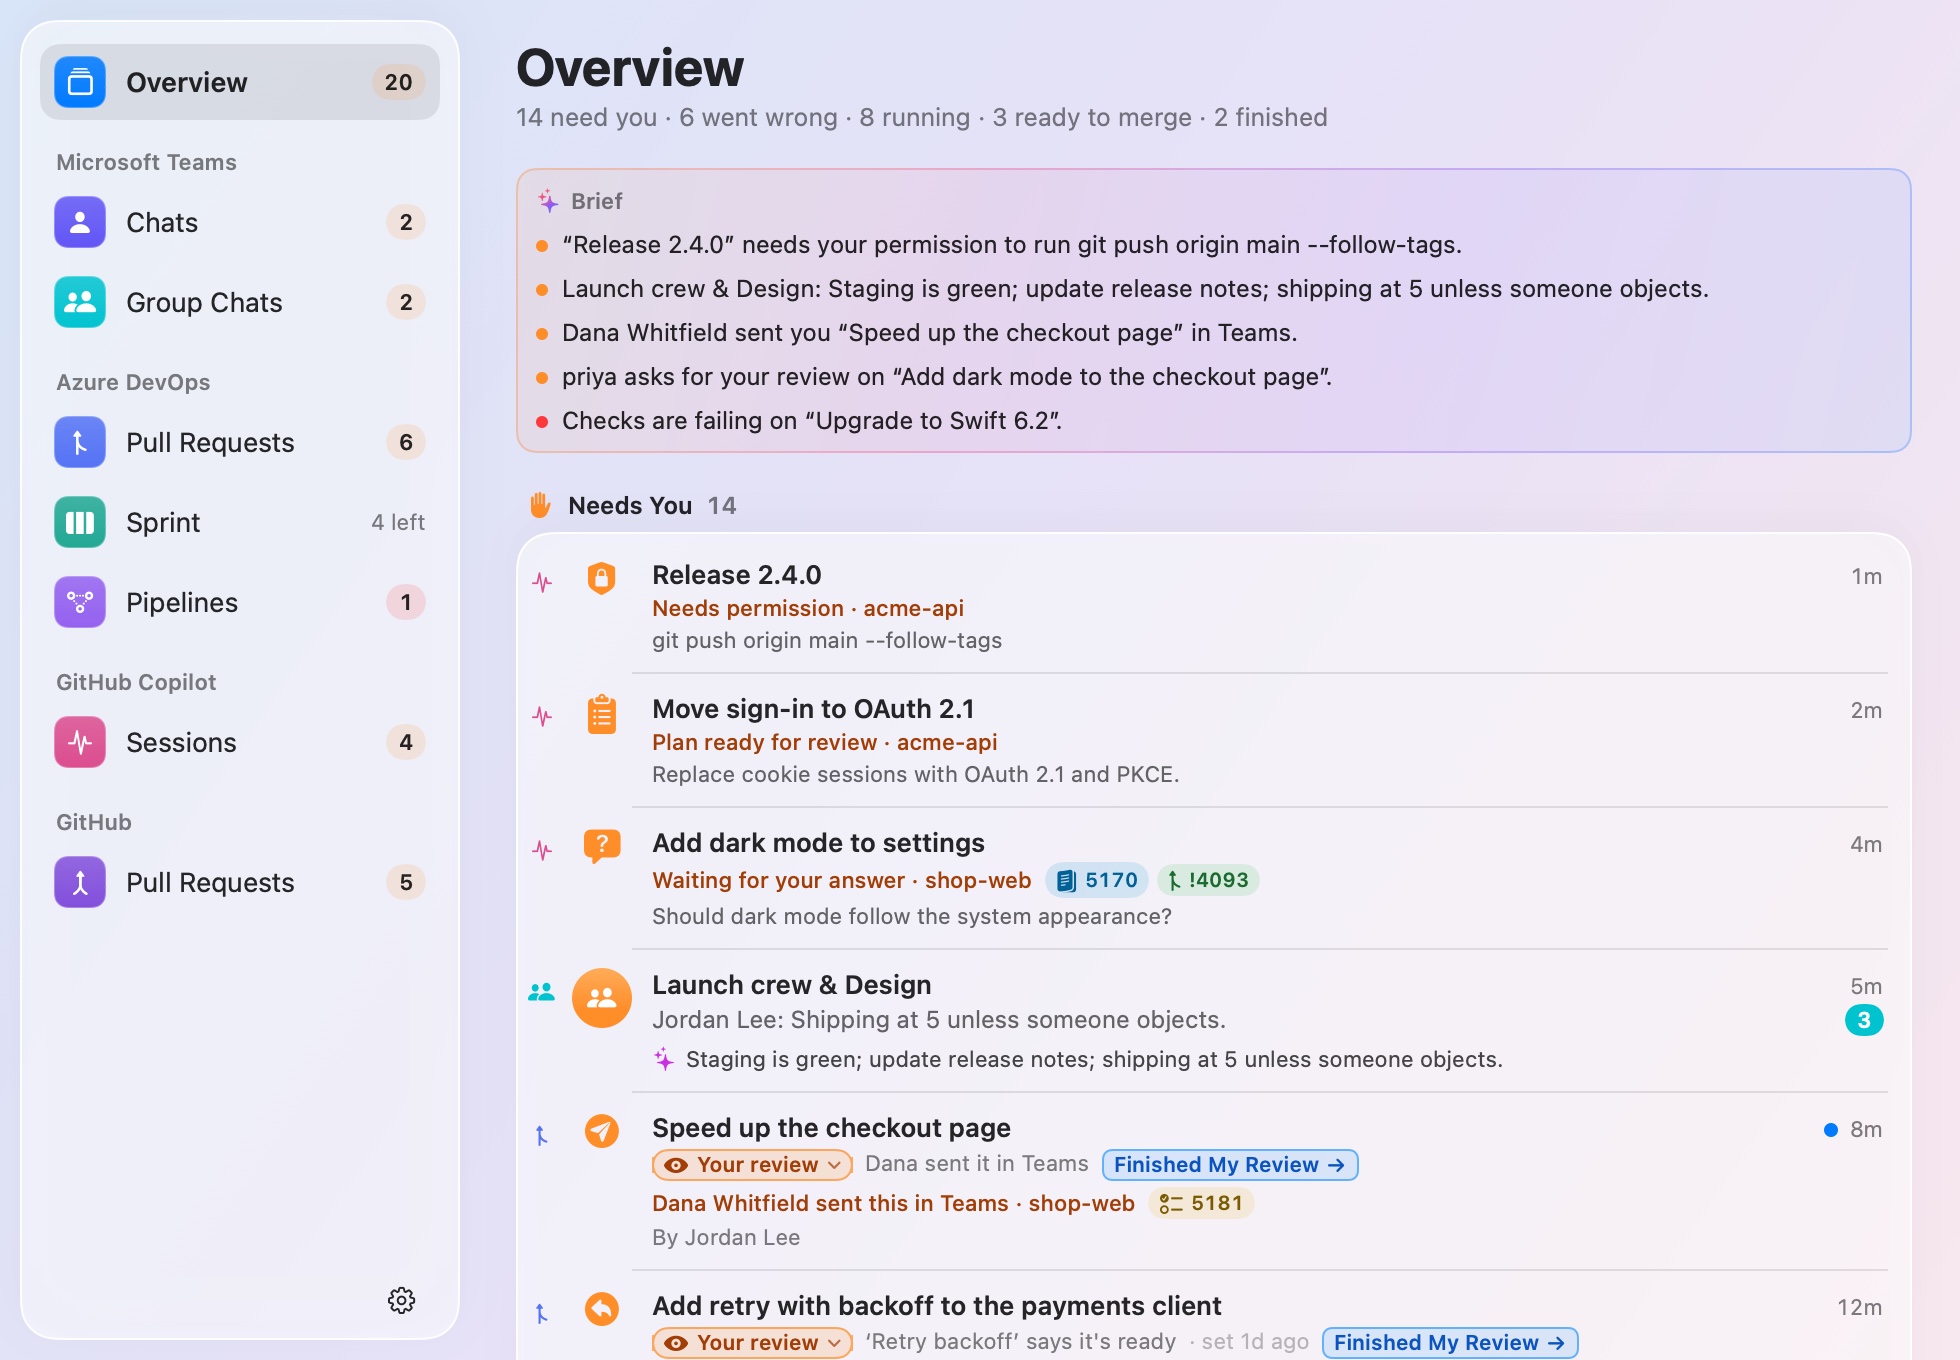 Overview 20
Microsoft Teams
Chats 2
Group Chats 2
Azure DevOps
Pull Requests 6
Sprint 4 left
Pipelines 1
GitHub Copilot
Sessions 4
GitHub
Pull Requests 5
Overview
14 need you · 6 went wrong · 8 running · 3 ready to merge · 2 finished
Brief
“Release 2.4.0” needs your permission to run git push origin main --follow-tags.
Launch crew & Design: Staging is green; update release notes; shipping at 5 unless someone objects.
Dana Whitfield sent you “Speed up the checkout page” in Teams.
priya asks for your review on “Add dark mode to the checkout page”.
Checks are failing on “Upgrade to Swift 6.2”.
Needs You 14
Release 2.4.0 1m
Needs permission · acme-api
git push origin main --follow-tags
Move sign-in to OAuth 2.1 2m
Plan ready for review · acme-api
Replace cookie sessions with OAuth 2.1 and PKCE.
Add dark mode to settings 4m
Waiting for your answer · shop-web 5170 !4093
Should dark mode follow the system appearance?
Launch crew & Design 5m
Jordan Lee: Shipping at 5 unless someone objects. 3
Staging is green; update release notes; shipping at 5 unless someone objects.
Speed up the checkout page 8m
Your review Dana sent it in Teams Finished My Review →
Dana Whitfield sent this in Teams · shop-web 5181
By Jordan Lee
Add retry with backoff to the payments client 12m
Your review ‘Retry backoff’ says it's ready · set 1d ago Finished My Review →